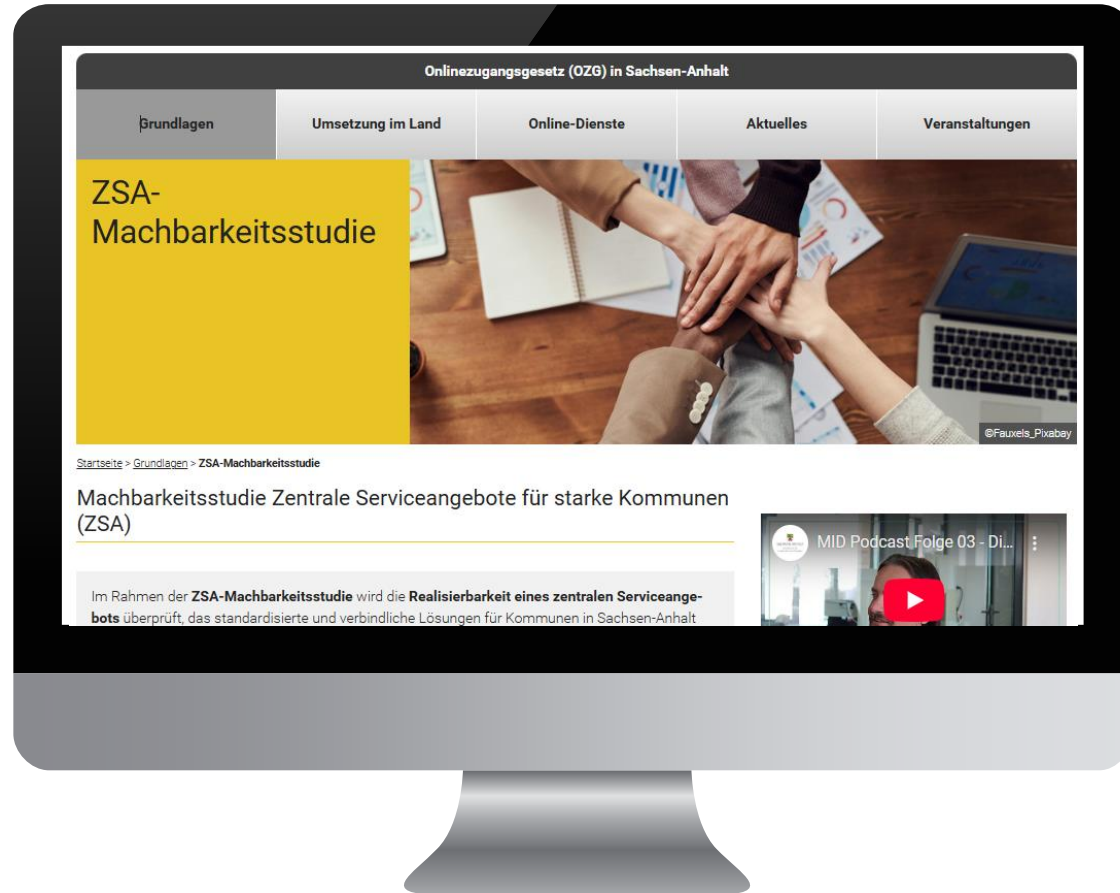 Onlinezugangsgesetz (OZG) in Sachsen-Anhalt
Grundlagen
Umsetzung im Land
Online-Dienste
Aktuelles
Veranstaltungen
ZSA-
Machbarkeitsstudie
©Fauxels_Pixabay
Startseite > Grundlagen > ZSA-Machbarkeitsstudie
Machbarkeitsstudie Zentrale Serviceangebote für starke Kommunen
(ZSA)
MID Podcast Folge 03 - Di...
Im Rahmen der ZSA-Machbarkeitsstudie wird die Realisierbarkeit eines zentralen Serviceange-
bots überprüft, das standardisierte und verbindliche Lösungen für Kommunen in Sachsen-Anhalt